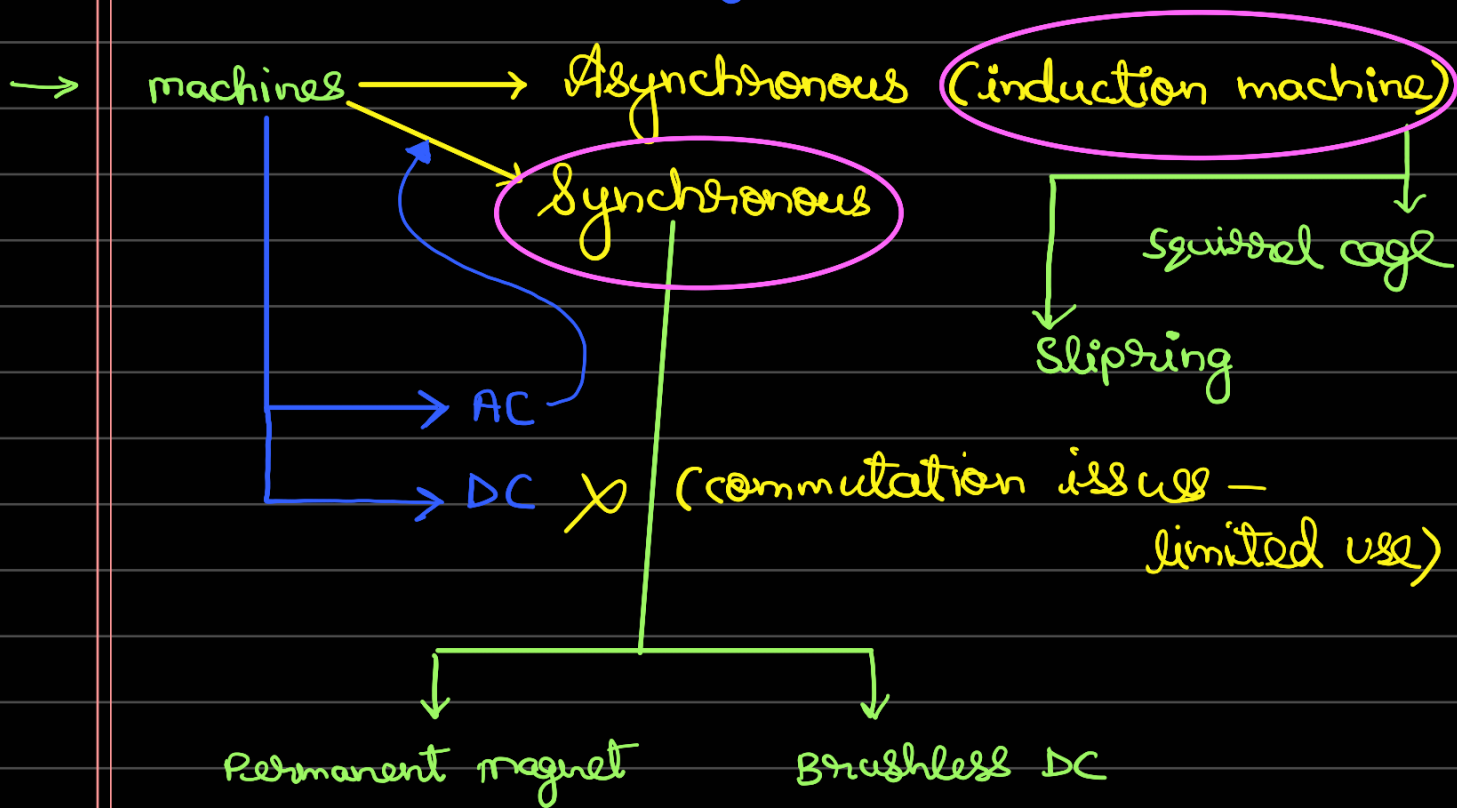 → machines → Asynchronous (induction machine)
Synchronous
Squirrel cage
Slipring
AC
DC X (commutation issues –
limited use)
Permanent magnet
Brushless DC